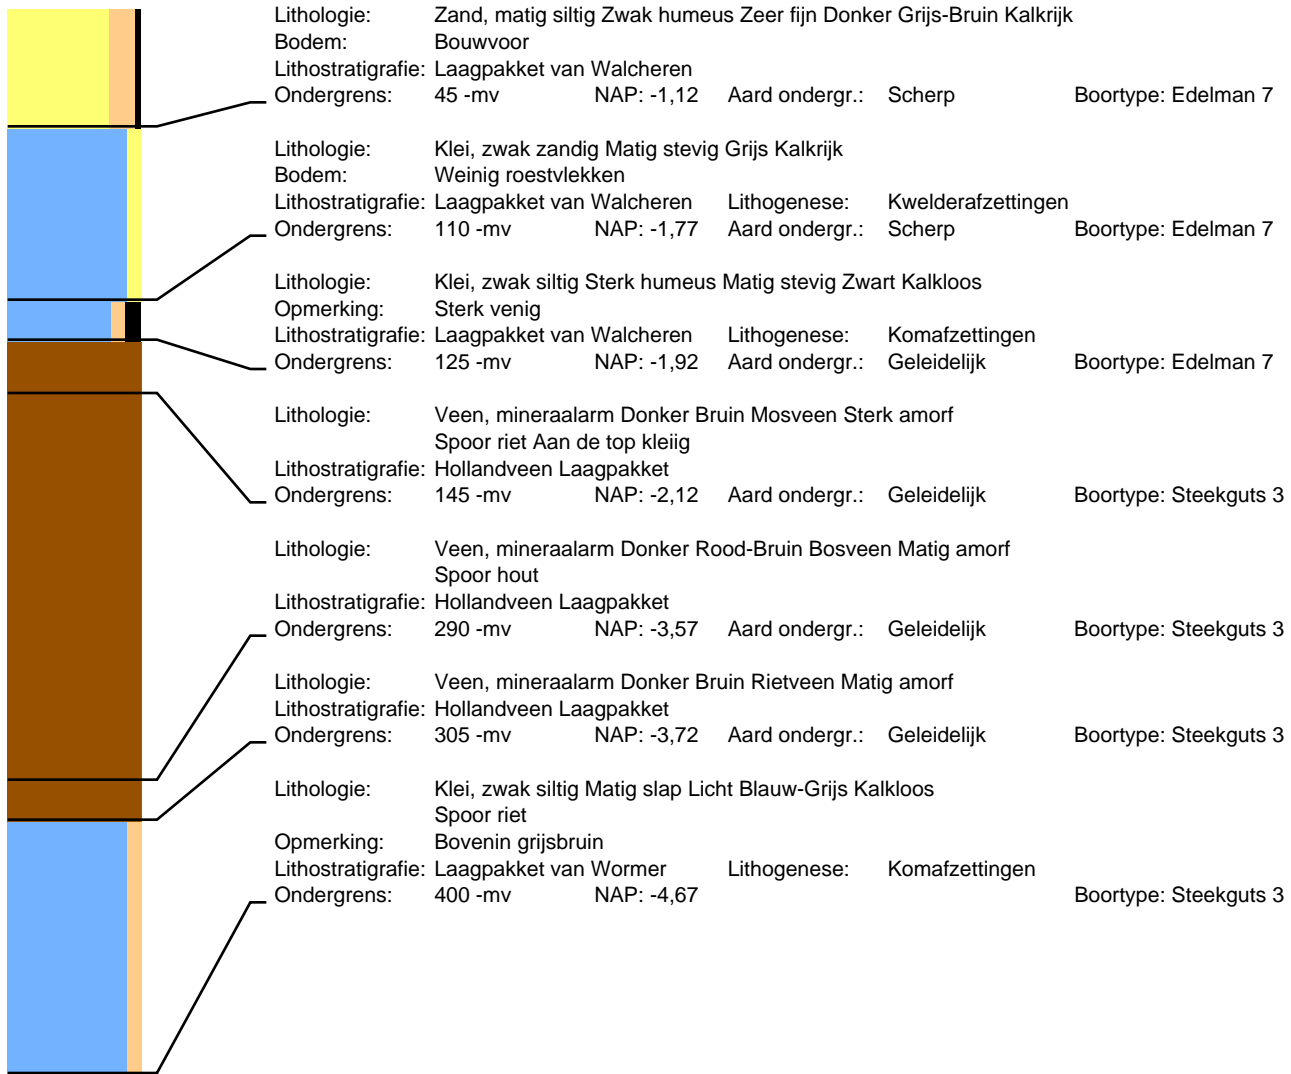 Lithologie: Zand, matig siltig Zwak humeus Zeer fijn Donker Grijs-Bruin Kalkrijk
Bodem: Bouwvoor
Lithostratigrafie: Laagpakket van Walcheren
Ondergrens: 45 -mv NAP: -1,12 Aard ondergr.: Scherp Boortype: Edelman 7
Lithologie: Klei, zwak zandig Matig stevig Grijs Kalkrijk
Bodem: Weinig roestvlekken
Lithostratigrafie: Laagpakket van Walcheren Lithogenese: Kwelderafzettingen
Ondergrens: 110 -mv NAP: -1,77 Aard ondergr.: Scherp Boortype: Edelman 7
Lithologie: Klei, zwak siltig Sterk humeus Matig stevig Zwart Kalkloos
Opmerking: Sterk venig
Lithostratigrafie: Laagpakket van Walcheren Lithogenese: Komafzettingen
Ondergrens: 125 -mv NAP: -1,92 Aard ondergr.: Geleidelijk Boortype: Edelman 7
Lithologie: Veen, mineraalarm Donker Bruin Mosveen Sterk amorf
Spoor riet Aan de top kleiig
Lithostratigrafie: Hollandveen Laagpakket
Ondergrens: 145 -mv NAP: -2,12 Aard ondergr.: Geleidelijk Boortype: Steekguts 3
Lithologie: Veen, mineraalarm Donker Rood-Bruin Bosveen Matig amorf
Spoor hout
Lithostratigrafie: Hollandveen Laagpakket
Ondergrens: 290 -mv NAP: -3,57 Aard ondergr.: Geleidelijk Boortype: Steekguts 3
Lithologie: Veen, mineraalarm Donker Bruin Rietveen Matig amorf
Lithostratigrafie: Hollandveen Laagpakket
Ondergrens: 305 -mv NAP: -3,72 Aard ondergr.: Geleidelijk Boortype: Steekguts 3
Lithologie: Klei, zwak siltig Matig slap Licht Blauw-Grijs Kalkloos
Spoor riet
Opmerking: Bovenin grijsbruin
Lithostratigrafie: Laagpakket van Wormer Lithogenese: Komafzettingen
Ondergrens: 400 -mv NAP: -4,67 Boortype: Steekguts 3